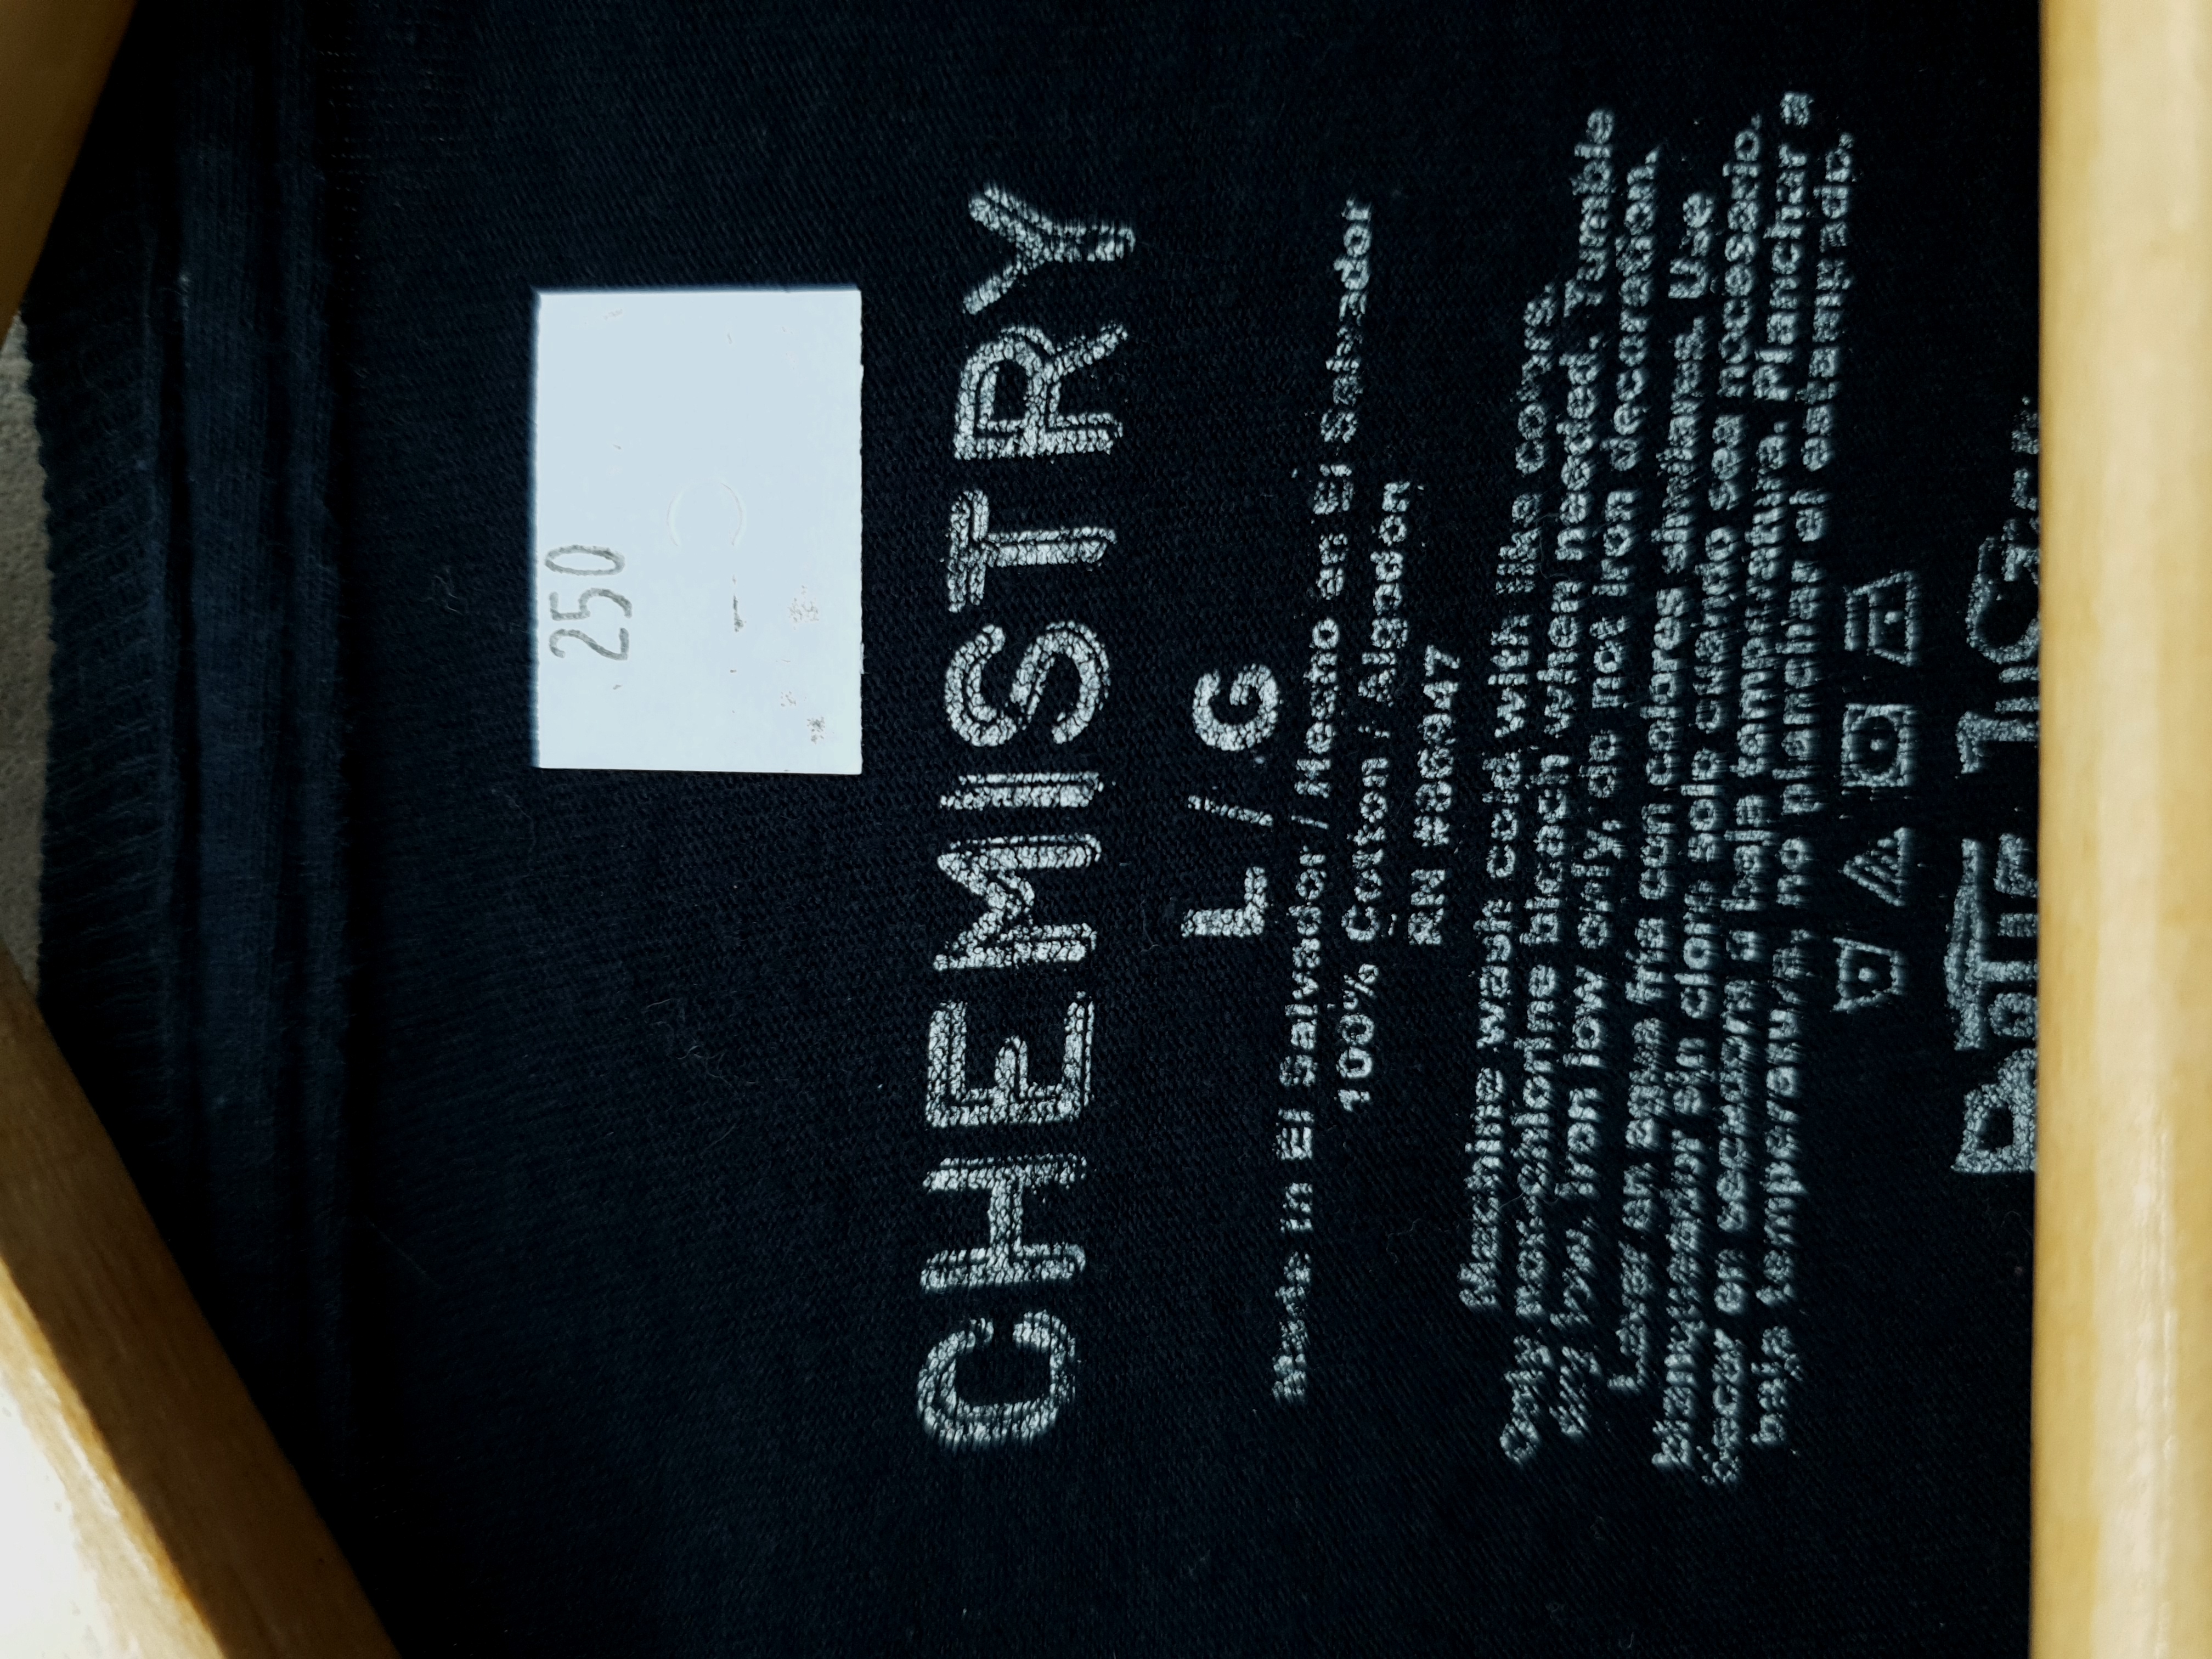 250
CHEMISTRY
L / G
Made in El Salvador / Hecho en El Salvador
100% Cotton / Algodón
Machine wash cold with like colors.
Only non-chlorine bleach when needed. Tumble
dry low. Iron low only, do not iron decoration.
Lavar en agua fría con colores similares. Use
blanqueador sin cloro solo cuando sea necesario.
Secar en secadora a baja temperatura. Planchar a
baja temperatura, no planchar el estampado.